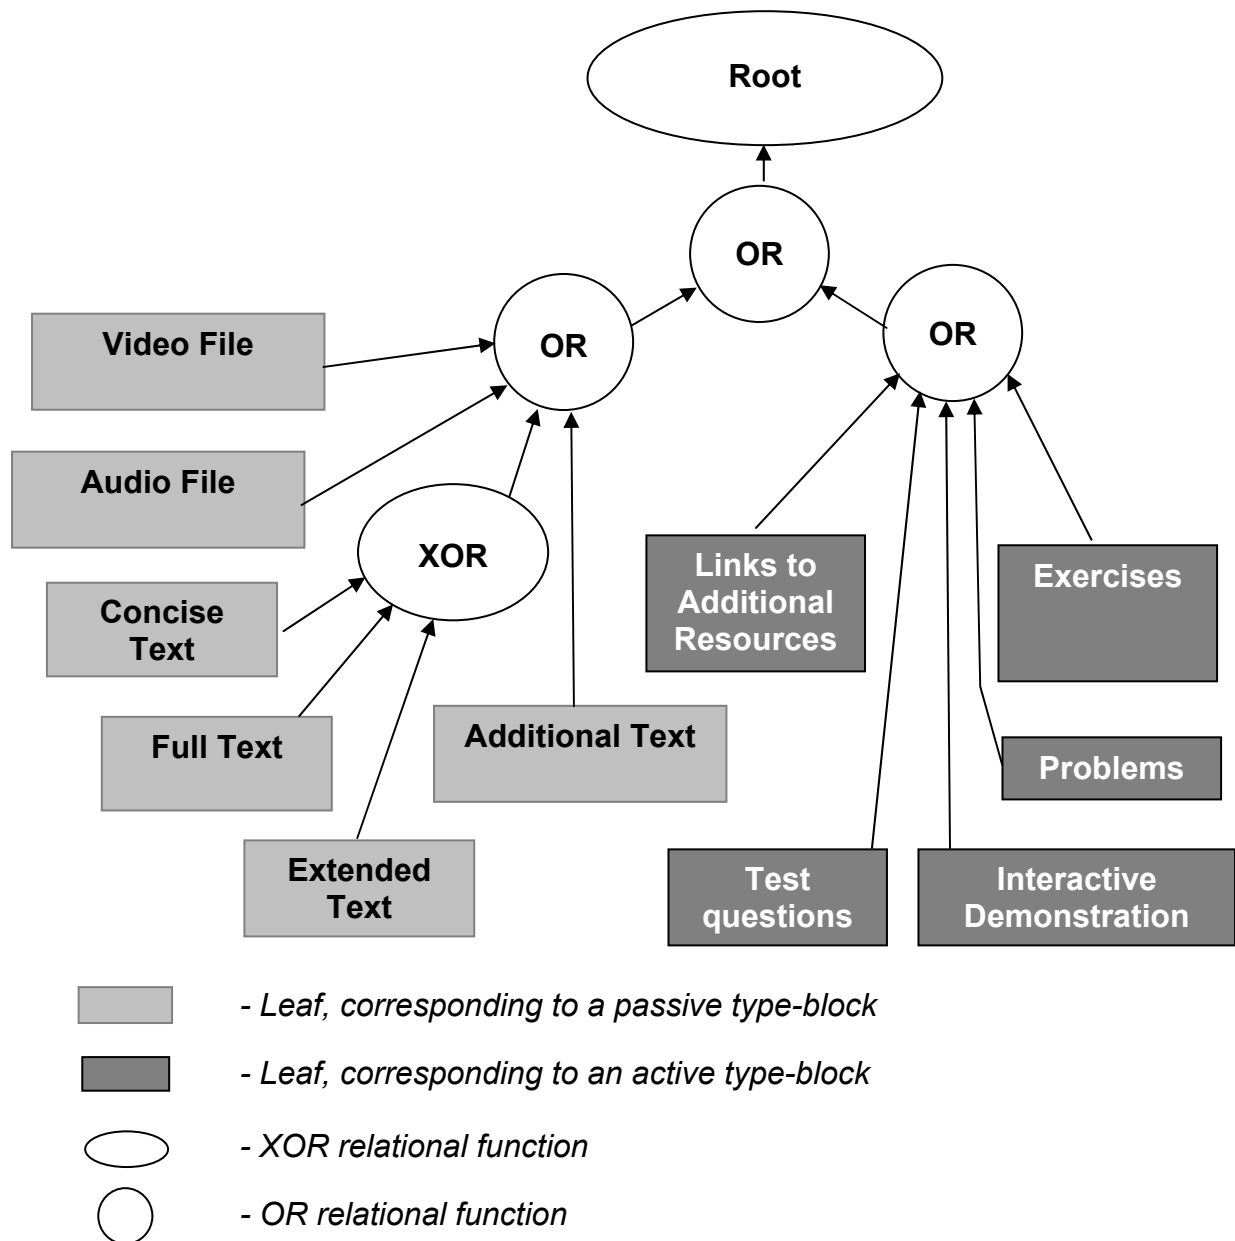 Root
OR
OR
OR
Video File
Audio File
XOR
Concise
Text
Full Text
Extended
Text
Additional Text
Links to
Additional
Resources
Exercises
Problems
Test
questions
Interactive
Demonstration
- Leaf, corresponding to a passive type-block
- Leaf, corresponding to an active type-block
- XOR relational function
- OR relational function